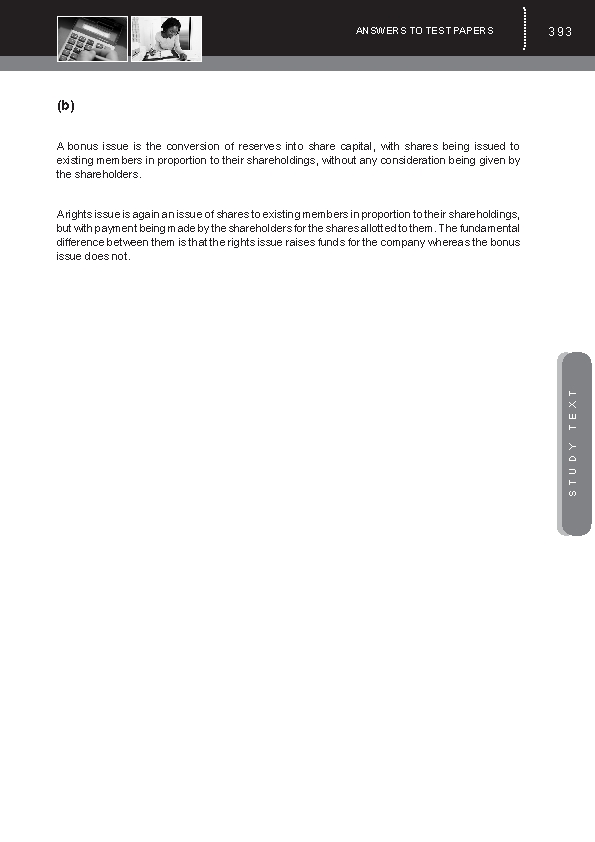 ANSWERS TO TEST PAPERS 393
(b)
A bonus issue is the conversion of reserves into share capital, with shares being issued to
existing members in proportion to their shareholdings, without any consideration being given by
the shareholders.
A rights issue is again an issue of shares to existing members in proportion to their shareholdings,
but with payment being made by the shareholders for the shares allotted to them. The fundamental
difference between them is that the rights issue raises funds for the company whereas the bonus
issue does not.
STUDY TEXT